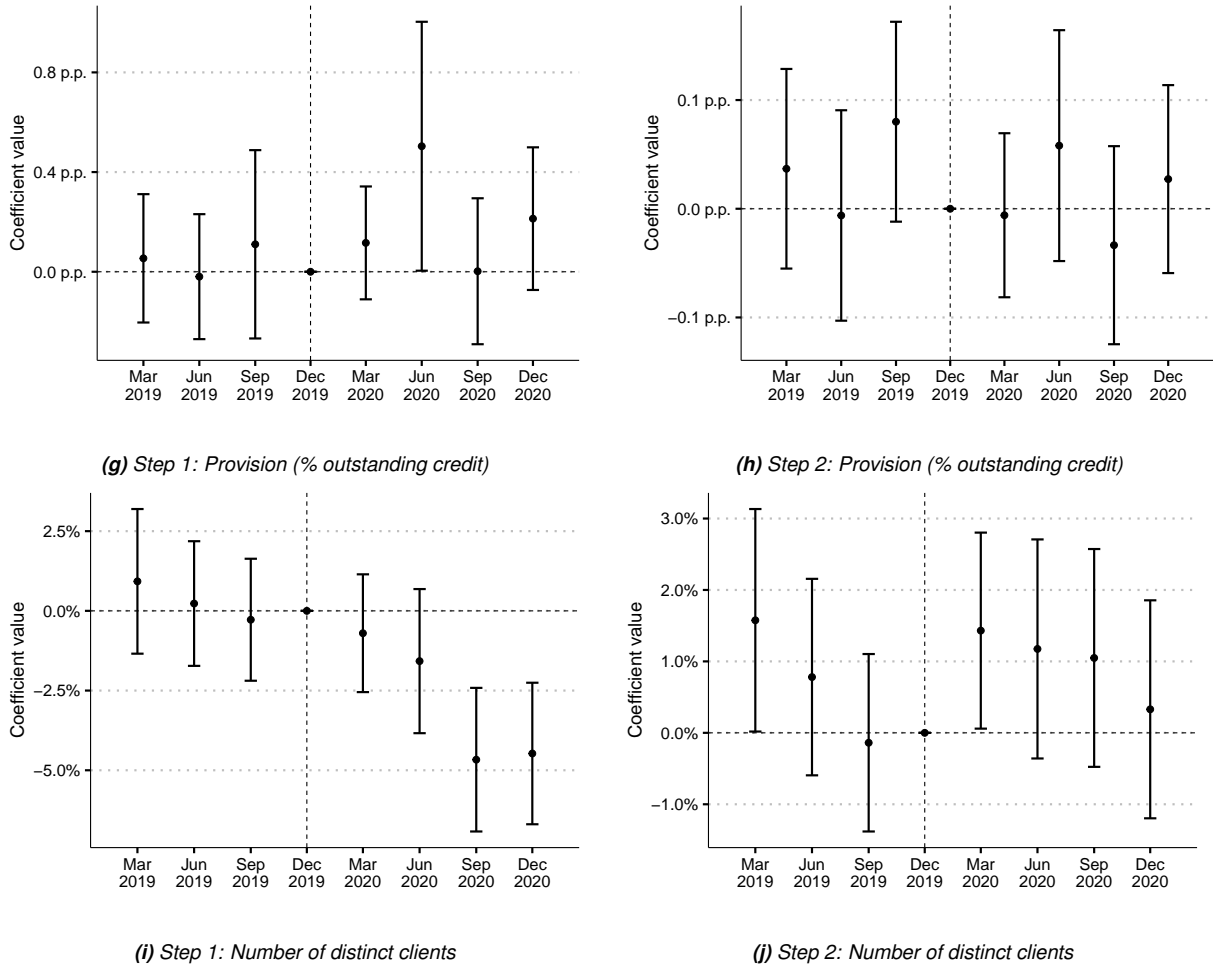 Coefficient value
0.8 p.p.
0.4 p.p.
0.0 p.p.
Mar Jun Sep Dec Mar Jun Sep Dec
2019 2019 2019 2019 2020 2020 2020 2020
(g) Step 1: Provision (% outstanding credit)
Coefficient value
0.1 p.p.
0.0 p.p.
−0.1 p.p.
Mar Jun Sep Dec Mar Jun Sep Dec
2019 2019 2019 2019 2020 2020 2020 2020
(h) Step 2: Provision (% outstanding credit)
Coefficient value
2.5%
0.0%
−2.5%
−5.0%
Mar Jun Sep Dec Mar Jun Sep Dec
2019 2019 2019 2019 2020 2020 2020 2020
(i) Step 1: Number of distinct clients
Coefficient value
3.0%
2.0%
1.0%
0.0%
−1.0%
Mar Jun Sep Dec Mar Jun Sep Dec
2019 2019 2019 2019 2020 2020 2020 2020
(j) Step 2: Number of distinct clients